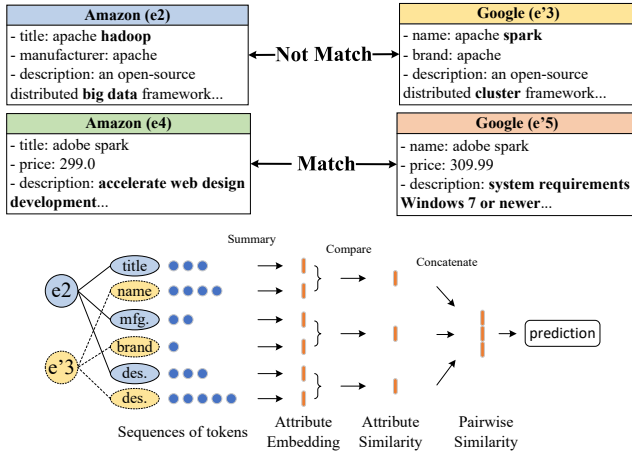 Amazon (e2)
- title: apache hadoop
- manufacturer: apache
- description: an open-source
distributed big data framework...
Not Match
Google (e'3)
- name: apache spark
- brand: apache
- description: an open-source
distributed cluster framework...
Amazon (e4)
- title: adobe spark
- price: 299.0
- description: accelerate web design
development...
Match
Google (e'5)
- name: adobe spark
- price: 309.99
- description: system requirements
Windows 7 or newer...
Summary
Compare
Concatenate
e2
e'3
title
name
mfg.
brand
des.
des.
prediction
Sequences of tokens
Attribute
Embedding
Attribute
Similarity
Pairwise
Similarity